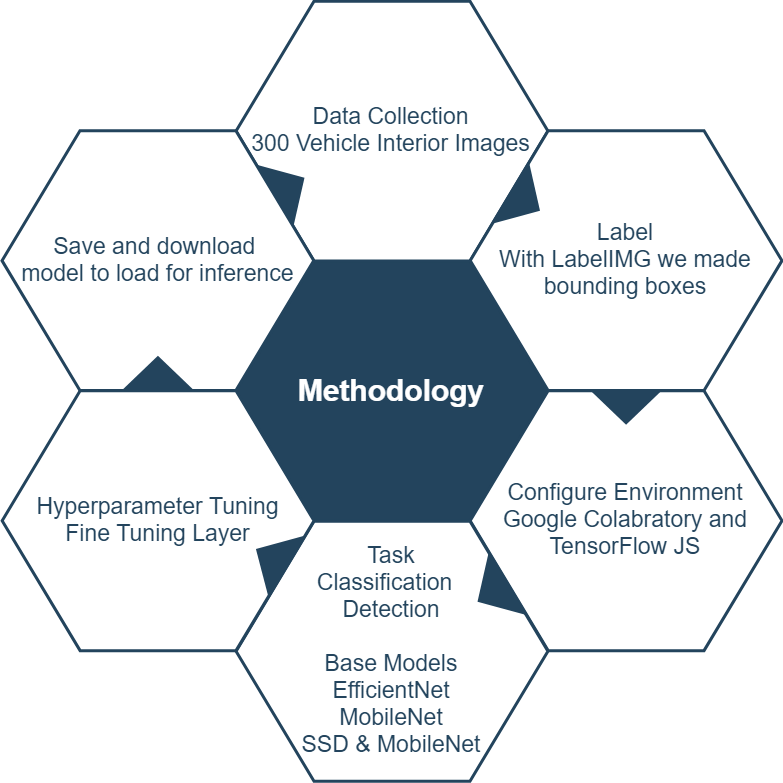 Data Collection
300 Vehicle Interior Images
Label
With LabelIMG we made
bounding boxes
Configure Environment
Google Colabratory and
TensorFlow JS
Task
Classification
Detection
Base Models
EfficientNet
MobileNet
SSD & MobileNet
Hyperparameter Tuning
Fine Tuning Layer
Save and download
model to load for inference
Methodology